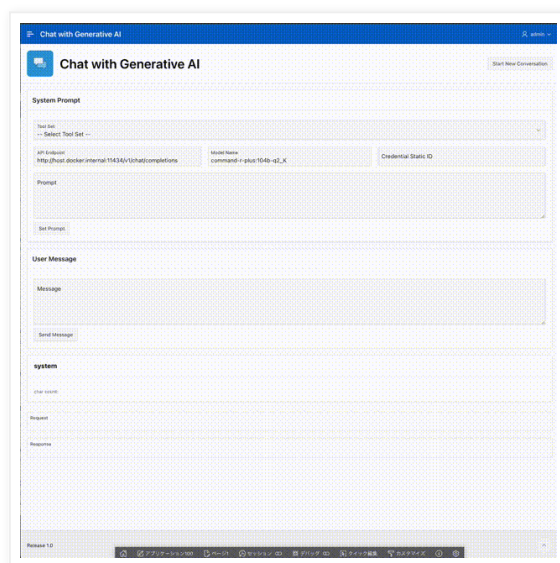 Chat with Generative AI
admin
Chat with Generative AI
Start New Conversation
System Prompt
Tool Set
-- Select Tool Set --
API Endpoint
http://host.docker.internal:11434/v1/chat/completions
Model Name
command-r-plus:104b-q2_K
Credential Static ID
Prompt
Set Prompt
User Message
Message
Send Message
system
char count:
Request
Response
Release 1.0
アプリケーション100
ページ1
セッション
デバッグ
クイック編集
カスタマイズ